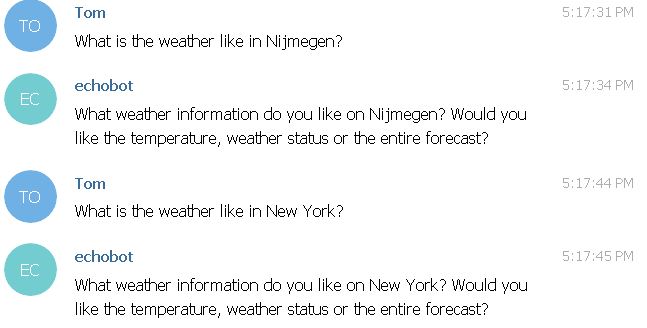 TO
Tom
5:17:31 PM
What is the weather like in Nijmegen?
EC
echobot
5:17:34 PM
What weather information do you like on Nijmegen? Would you
like the temperature, weather status or the entire forecast?
TO
Tom
5:17:44 PM
What is the weather like in New York?
EC
echobot
5:17:45 PM
What weather information do you like on New York? Would you
like the temperature, weather status or the entire forecast?